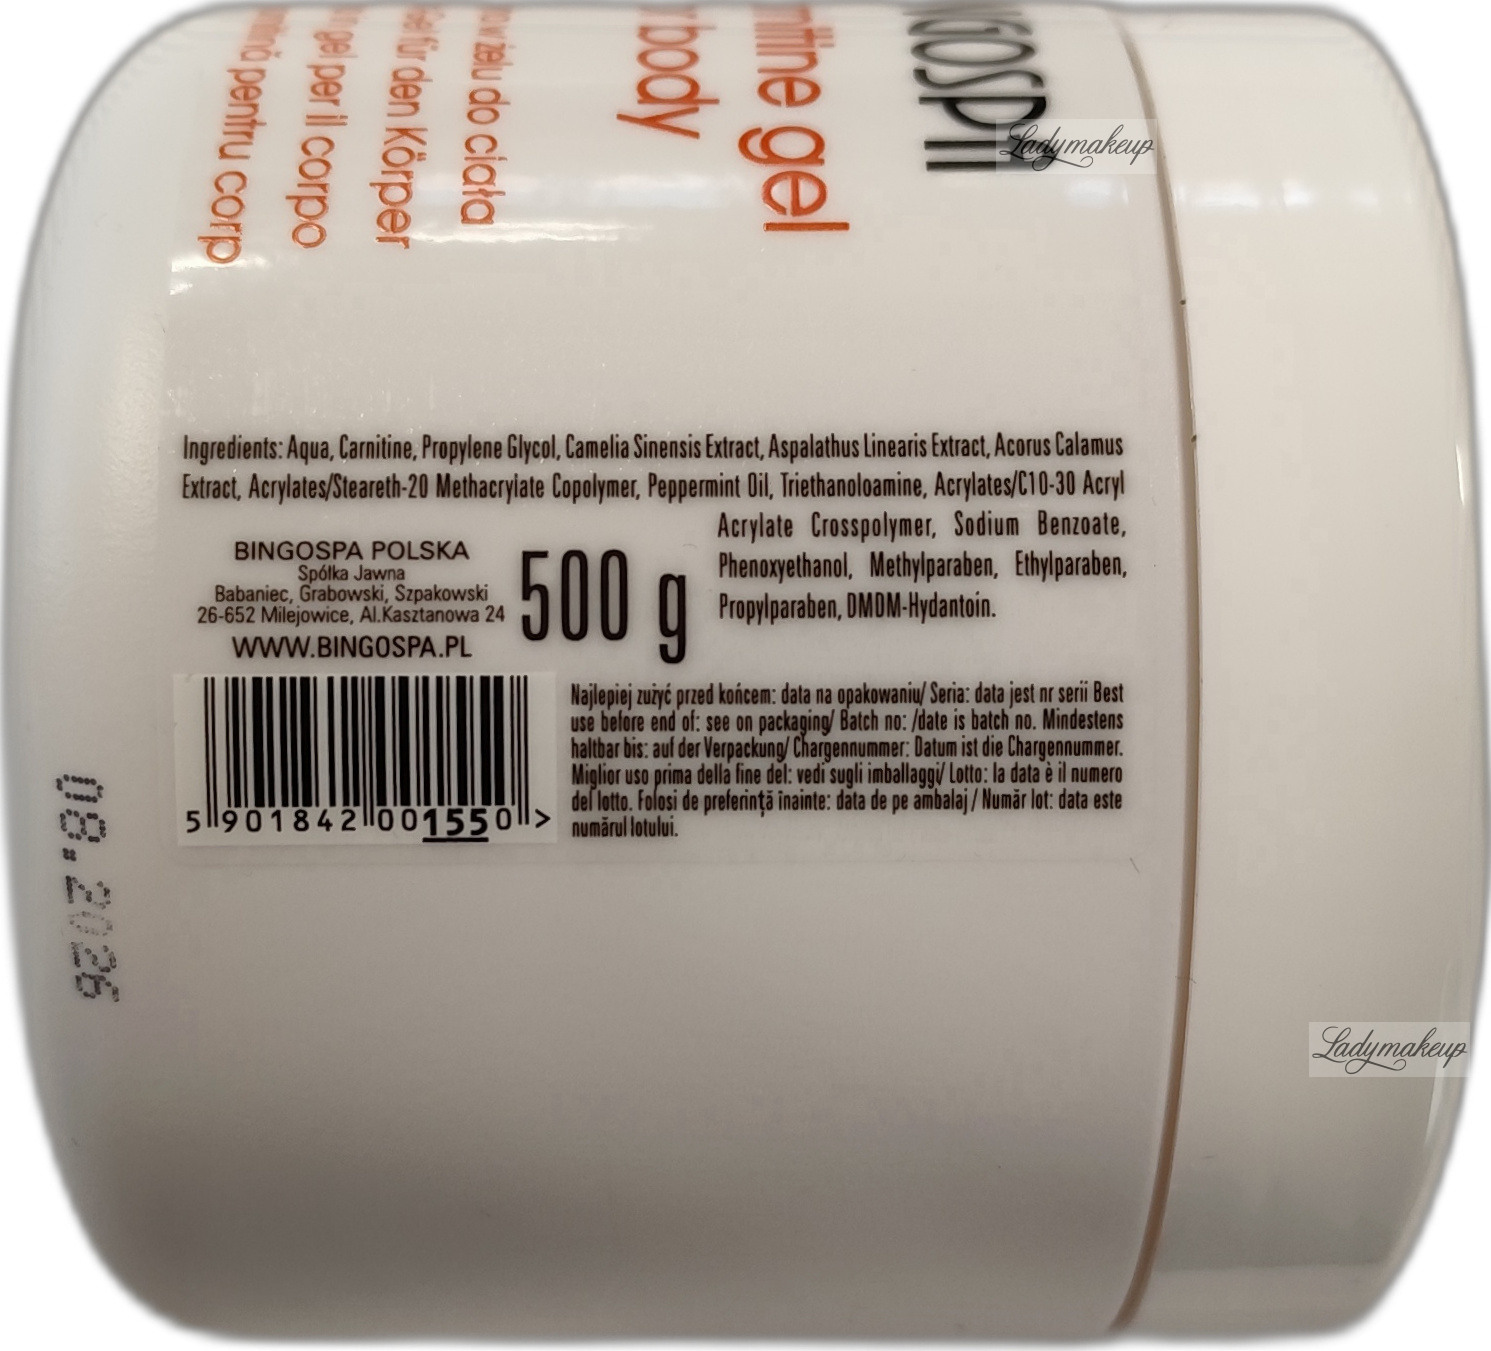 gel
body
do ciała
für den Körper
gel per il corpo
pentru corp
Ladymakeup
Ingredients: Aqua, Carnitine, Propylene Glycol, Camelia Sinensis Extract, Aspalathus Linearis Extract, Acorus Calamus
Extract, Acrylates/Steareth-20 Methacrylate Copolymer, Peppermint Oil, Triethanoloamine, Acrylates/C10-30 Acryl
Acrylate Crosspolymer, Sodium Benzoate,
Phenoxyethanol, Methylparaben, Ethylparaben,
Propylparaben, DMDM-Hydantoin.
BINGOSPA POLSKA
Spółka Jawna
Babaniec, Grabowski, Szpakowski
26-652 Milejowice, Al.Kasztanowa 24
WWW.BINGOSPA.PL
500 g
5 901842 001550 >
Najlepiej zużyć przed końcem: data na opakowaniu/ Seria: data jest nr serii Best
use before end of: see on packaging/ Batch no: /date is batch no. Mindestens
haltbar bis: auf der Verpackung/ Chargennummer: Datum ist die Chargennummer.
Miglior uso prima della fine del: vedi sugli imballaggi/ Lotto: la data è il numero
del lotto. Folosi de preferință înainte: data de pe ambalaj / Număr lot: data este
numărul lotului.
08.2026
Ladymakeup